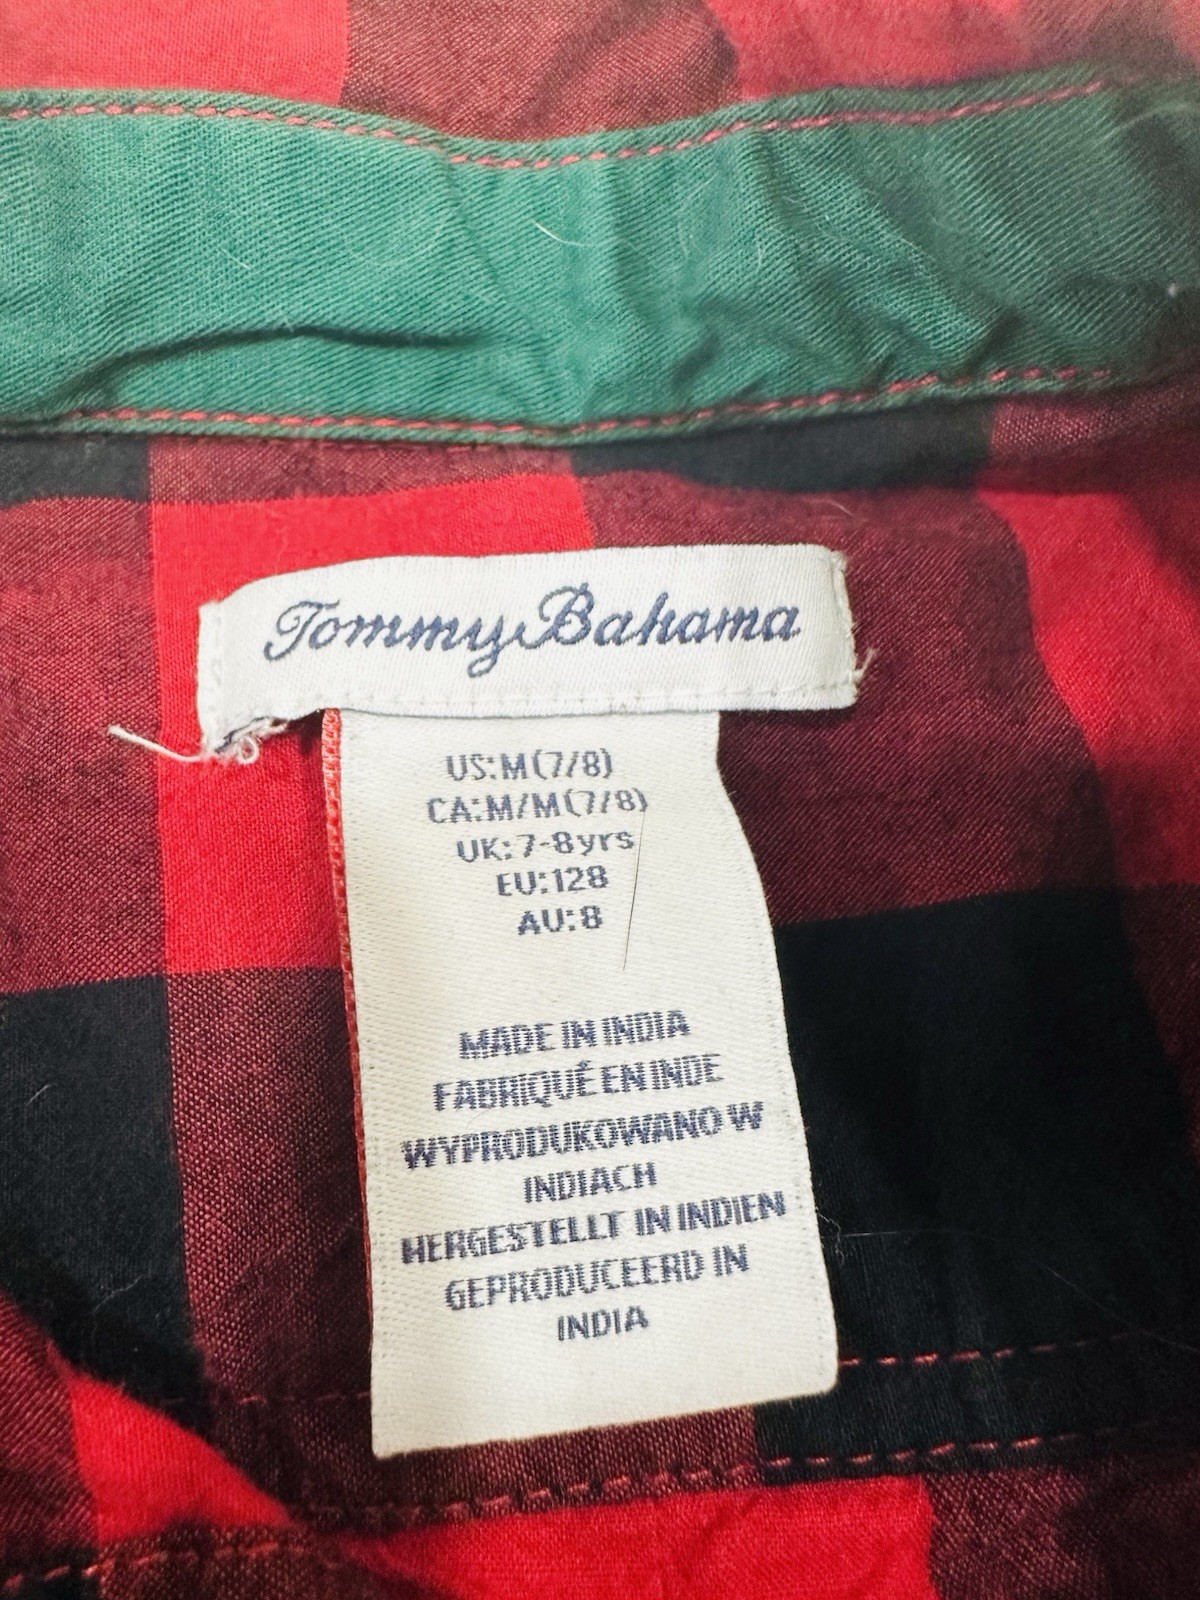 Tommy Bahama
US:M(7/8)
CA:M/M(7/8)
UK:7-8yrs
EU:128
AU:8
MADE IN INDIA
FABRIQUÉ EN INDE
WYPRODUKOWANO W
INDIACH
HERGESTELLT IN INDIEN
GEPRODUCEERD IN
INDIA